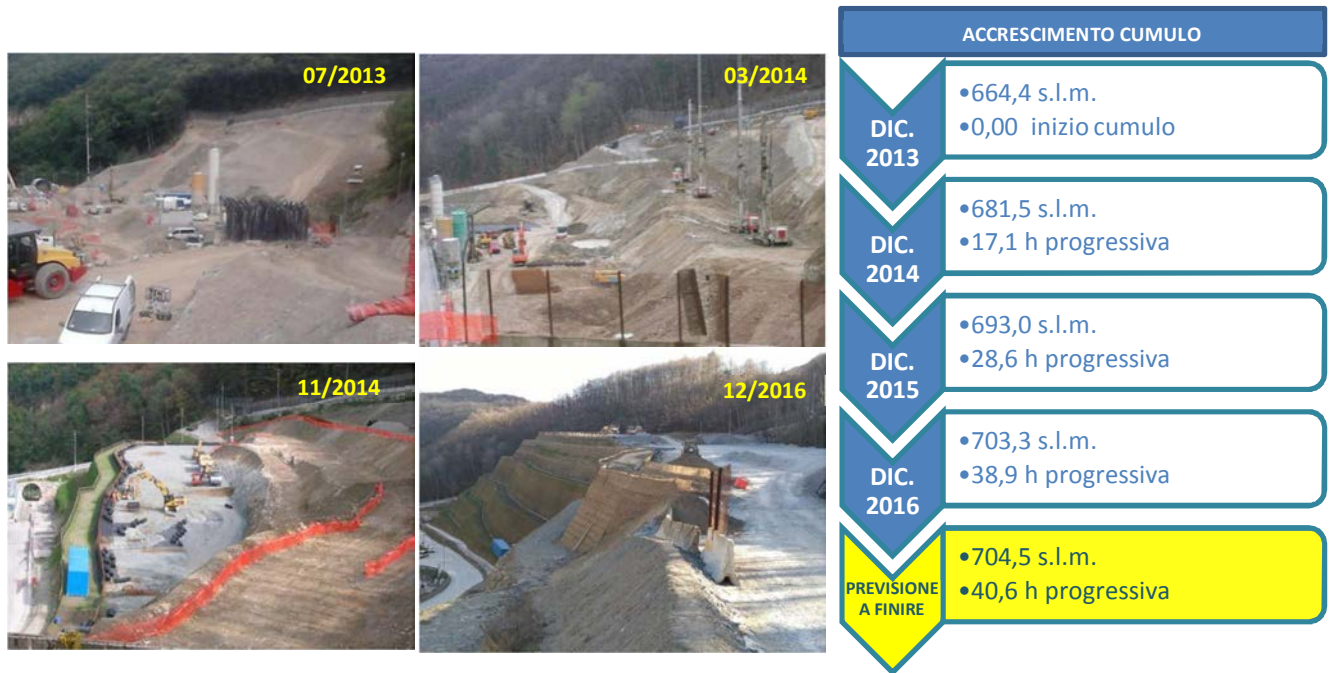 07/2013
03/2014
11/2014
12/2016
ACCRESCIMENTO CUMULO
DIC.
2013
•664,4 s.l.m.
•0,00 inizio cumulo
DIC.
2014
•681,5 s.l.m.
•17,1 h progressiva
DIC.
2015
•693,0 s.l.m.
•28,6 h progressiva
DIC.
2016
•703,3 s.l.m.
•38,9 h progressiva
PREVISIONE
A FINIRE
•704,5 s.l.m.
•40,6 h progressiva